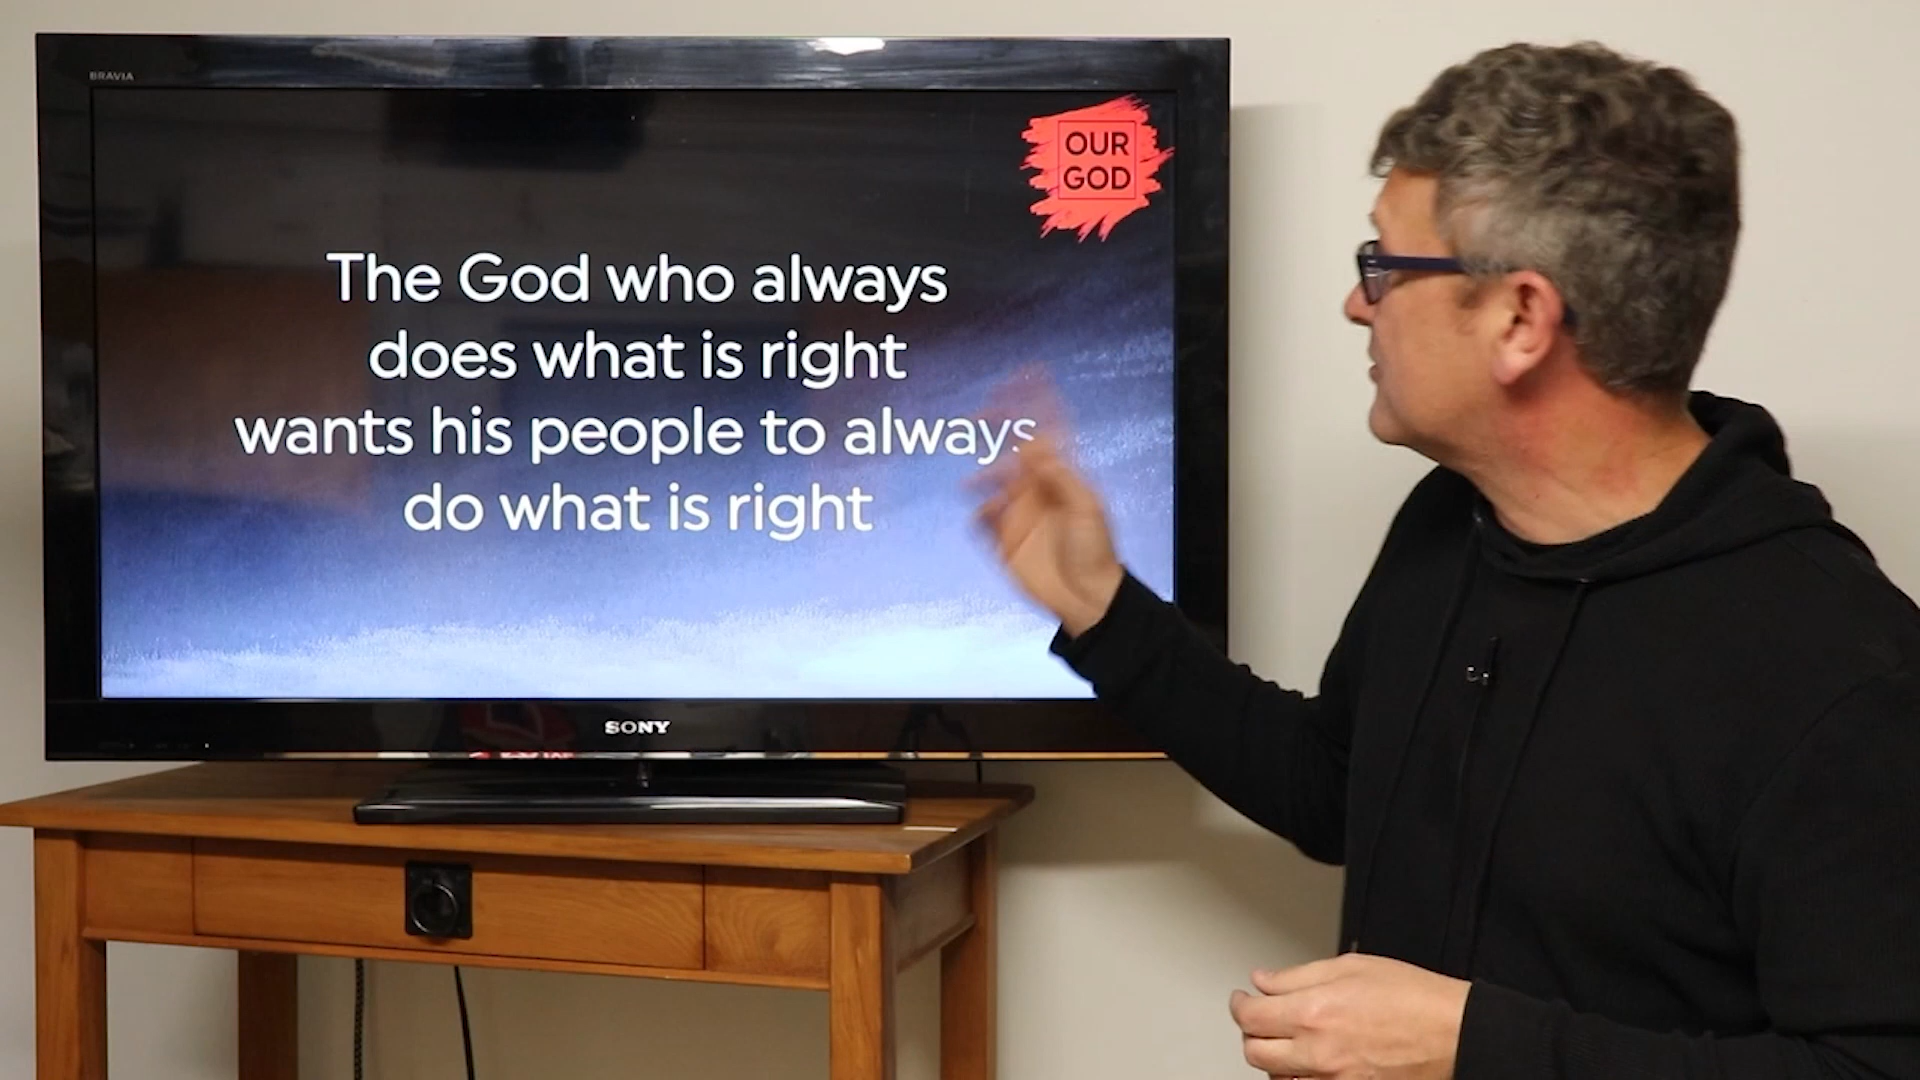 BRAVIA
OUR
GOD
The God who always
does what is right
wants his people to always
do what is right
SONY